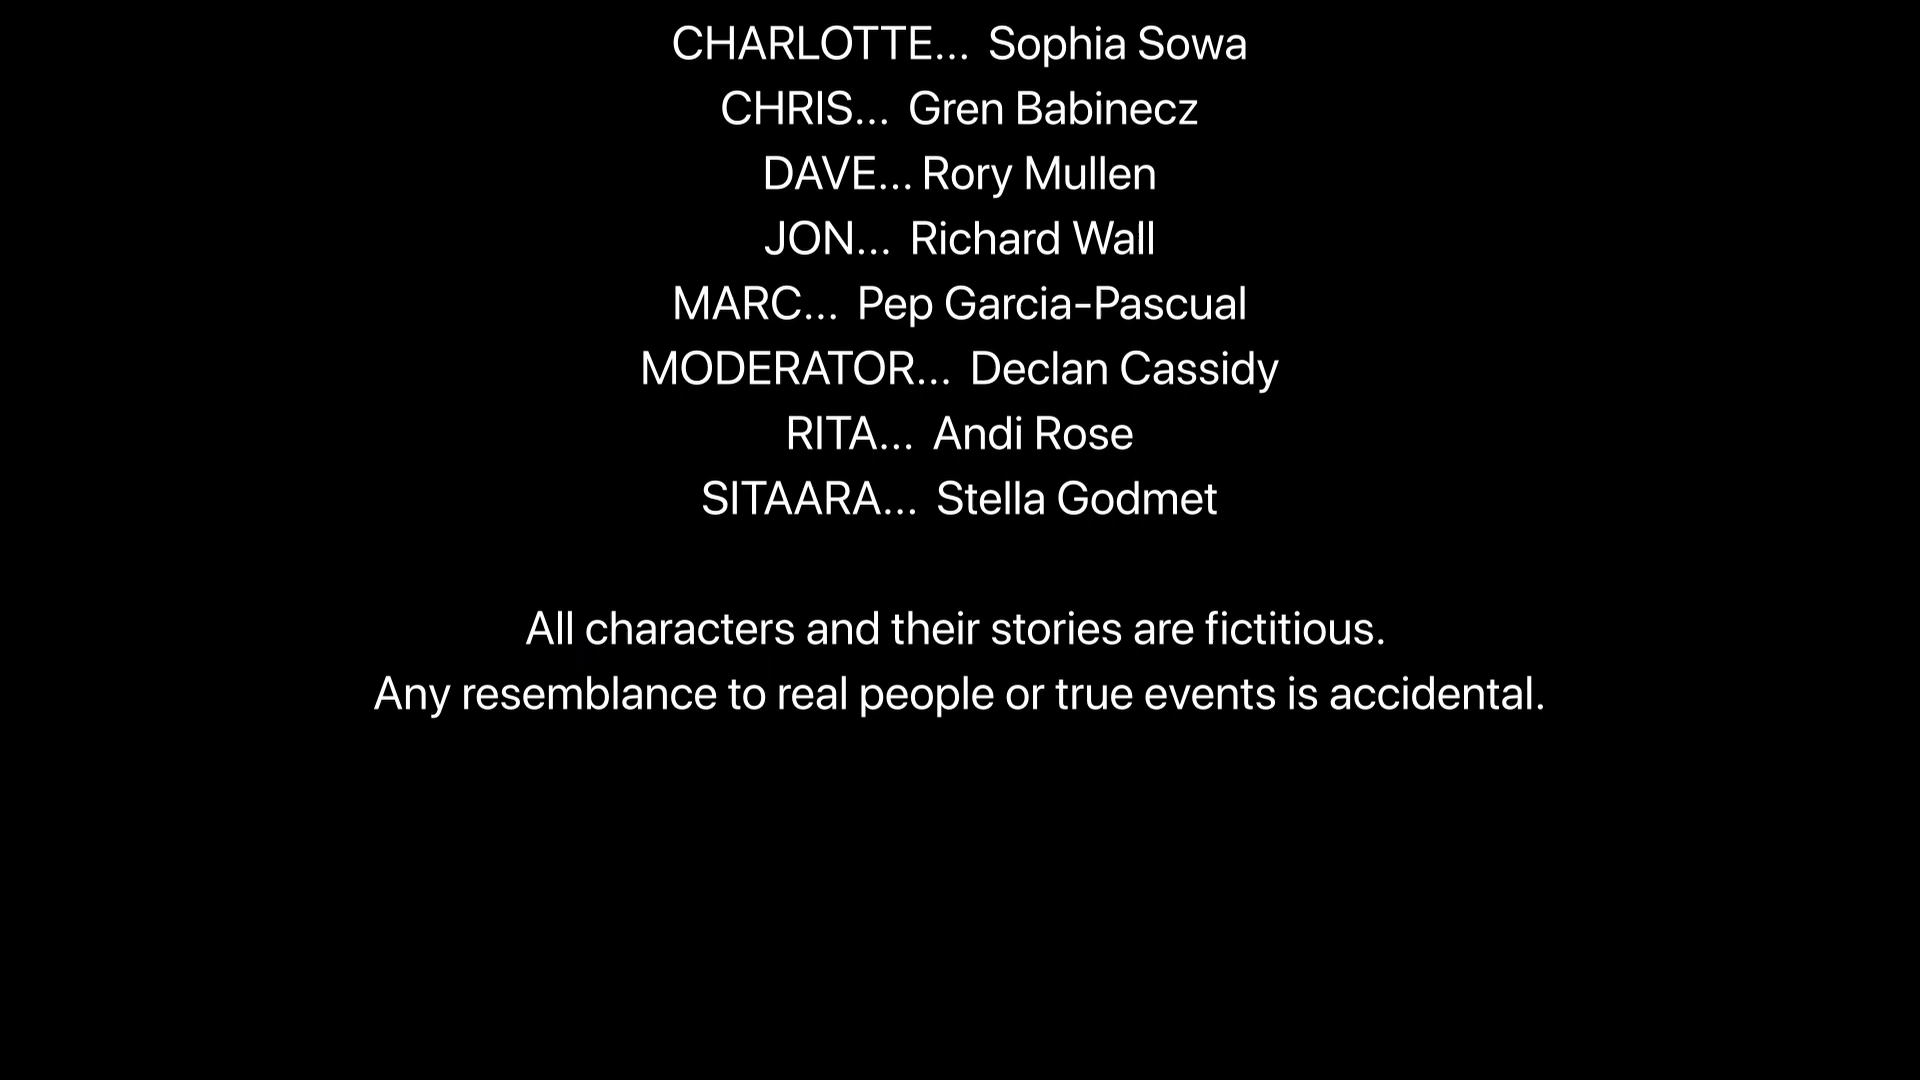 CHARLOTTE... Sophia Sowa
CHRIS... Gren Babinecz
DAVE... Rory Mullen
JON... Richard Wall
MARC... Pep Garcia-Pascual
MODERATOR... Declan Cassidy
RITA... Andi Rose
SITAARA... Stella Godmet
All characters and their stories are fictitious.
Any resemblance to real people or true events is accidental.